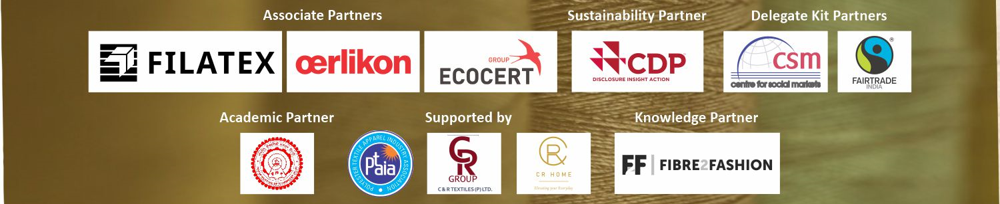 Associate Partners
Sustainability Partner
Delegate Kit Partners
FILATEX
œrlikon
GROUP
ECOCERT
CDP
DISCLOSURE INSIGHT ACTION
csm
centre for social markets
®
FAIRTRADE
INDIA
Academic Partner
Supported by
Knowledge Partner
POLYESTER TEXTILE APPAREL INDUSTRY ASSOCIATION
ptaia
CR
GROUP
C & R TEXTILES (P) LTD.
CR
CR HOME
Elevating your Everyday
FF
FIBRE2FASHION